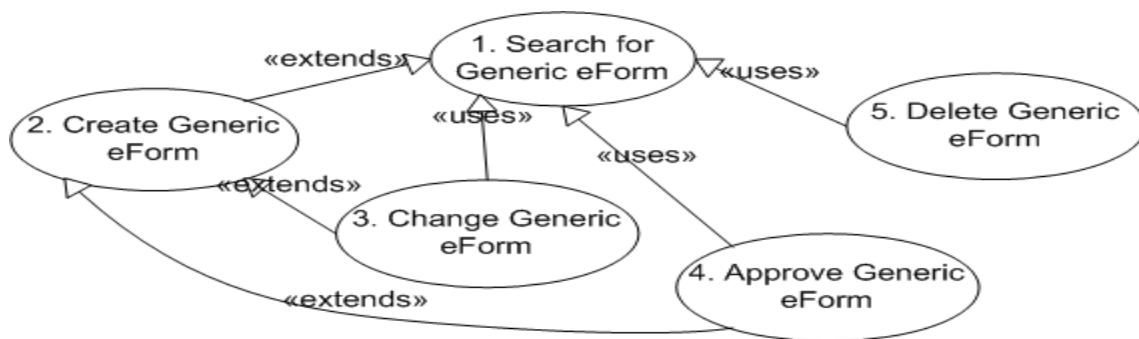 1. Search for
Generic eForm
«extends»
«uses»
2. Create Generic
eForm
«uses»
5. Delete Generic
eForm
«uses»
«extends»
3. Change Generic
eForm
4. Approve Generic
eForm
«extends»